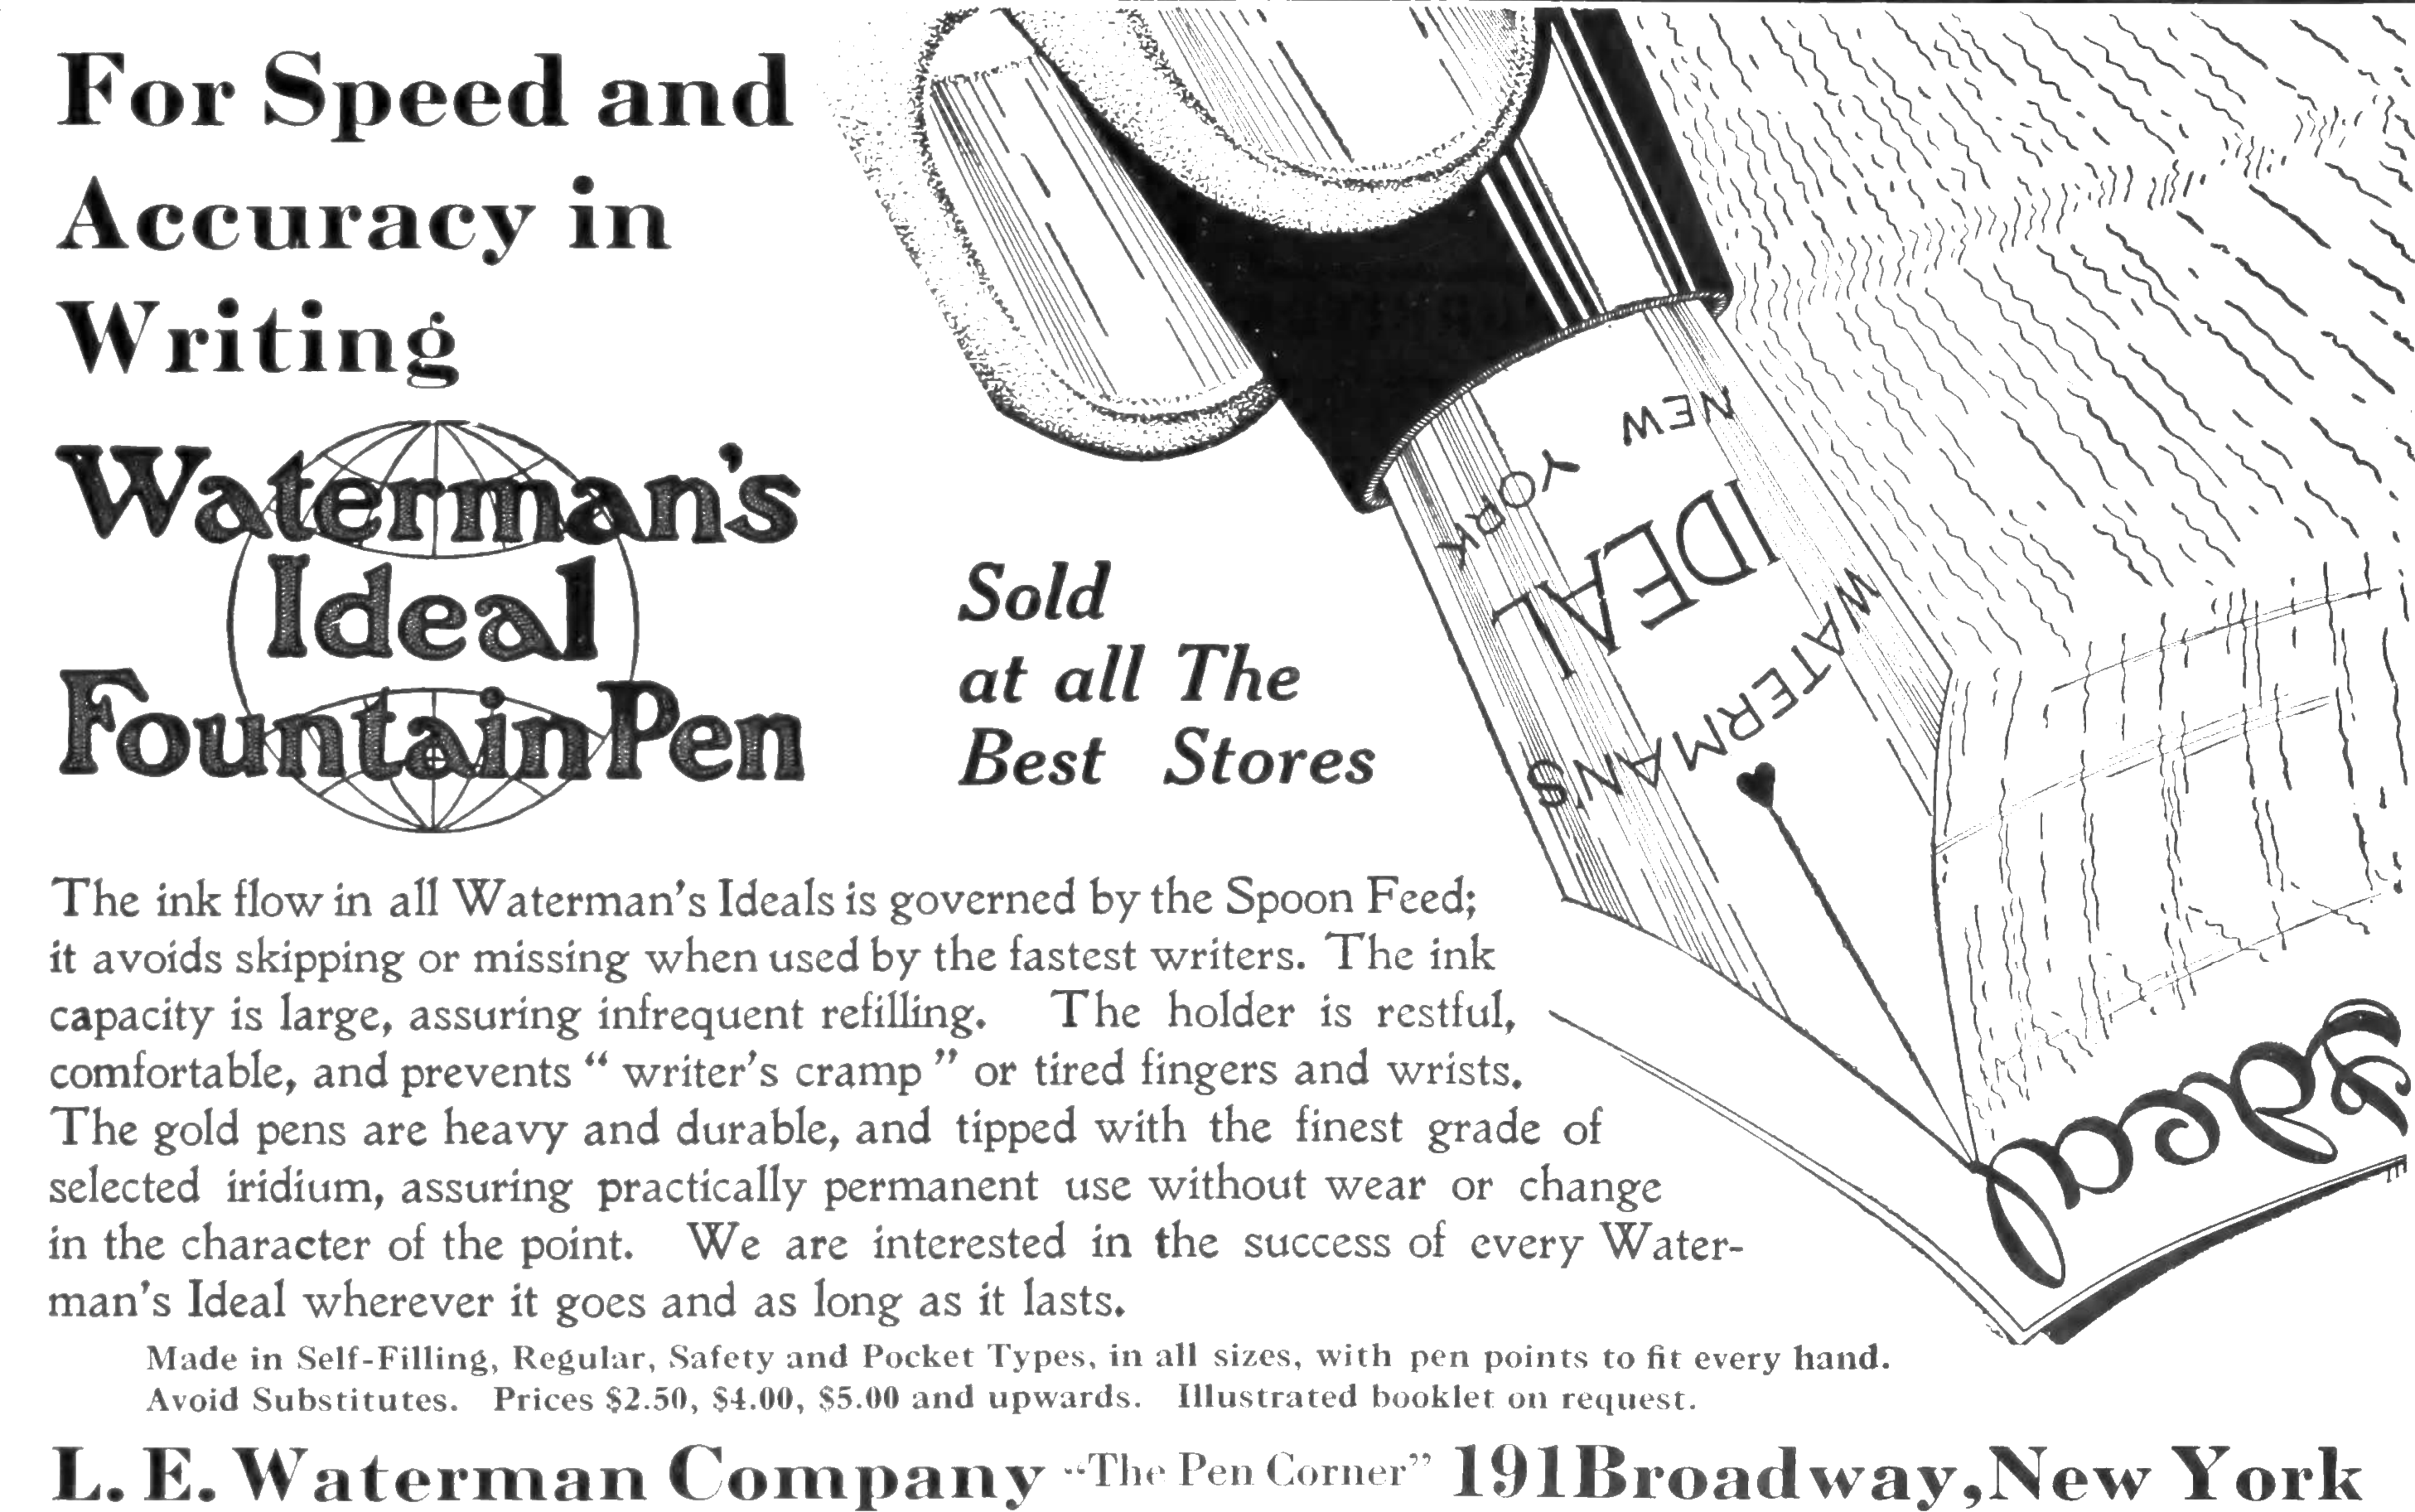 For Speed and
Accuracy in
Writing
Waterman's
Ideal
Fountain Pen
Sold
at all The
Best Stores
NEW YORK
IDEAL
WATERMANS
Ideal
The ink flow in all Waterman's Ideals is governed by the Spoon Feed;
it avoids skipping or missing when used by the fastest writers. The ink
capacity is large, assuring infrequent refilling. The holder is restful,
comfortable, and prevents “ writer's cramp ” or tired fingers and wrists.
The gold pens are heavy and durable, and tipped with the finest grade of
selected iridium, assuring practically permanent use without wear or change
in the character of the point. We are interested in the success of every Water-
man's Ideal wherever it goes and as long as it lasts.
Made in Self-Filling, Regular, Safety and Pocket Types, in all sizes, with pen points to fit every hand.
Avoid Substitutes. Prices $2.50, $4.00, $5.00 and upwards. Illustrated booklet on request.
L. E. Waterman Company “The Pen Corner” 191 Broadway, New York